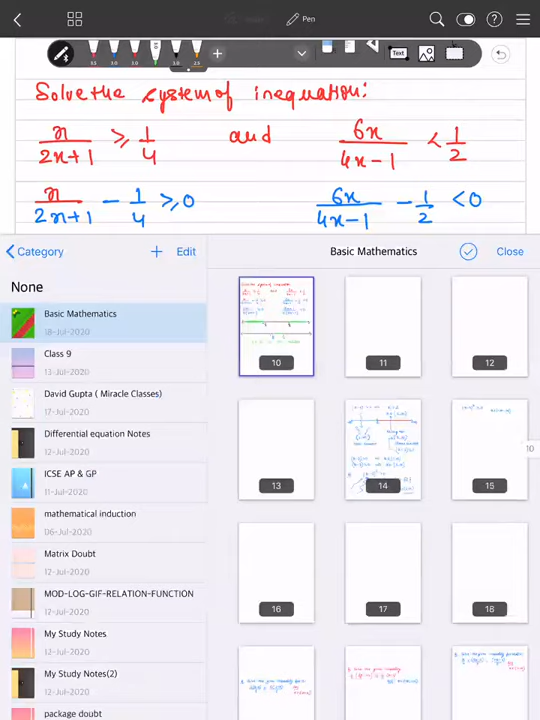 Pen
Text
Solve the system of inequation:
x/(2x+1) ≥ 1/4 and 6x/(4x-1) < 1/2
x/(2x+1) - 1/4 ≥ 0 6x/(4x-1) - 1/2 < 0
Category
Edit
Basic Mathematics
Close
None
Basic Mathematics
18-Jul-2020
Class 9
13-Jul-2020
David Gupta ( Miracle Classes)
17-Jul-2020
Differential equation Notes
12-Jul-2020
ICSE AP & GP
11-Jul-2020
mathematical induction
06-Jul-2020
Matrix Doubt
12-Jul-2020
MOD-LOG-GIF-RELATION-FUNCTION
12-Jul-2020
My Study Notes
13-Jul-2020
My Study Notes(2)
12-Jul-2020
package doubt
10
11
12
13
14
15
16
17
18
10